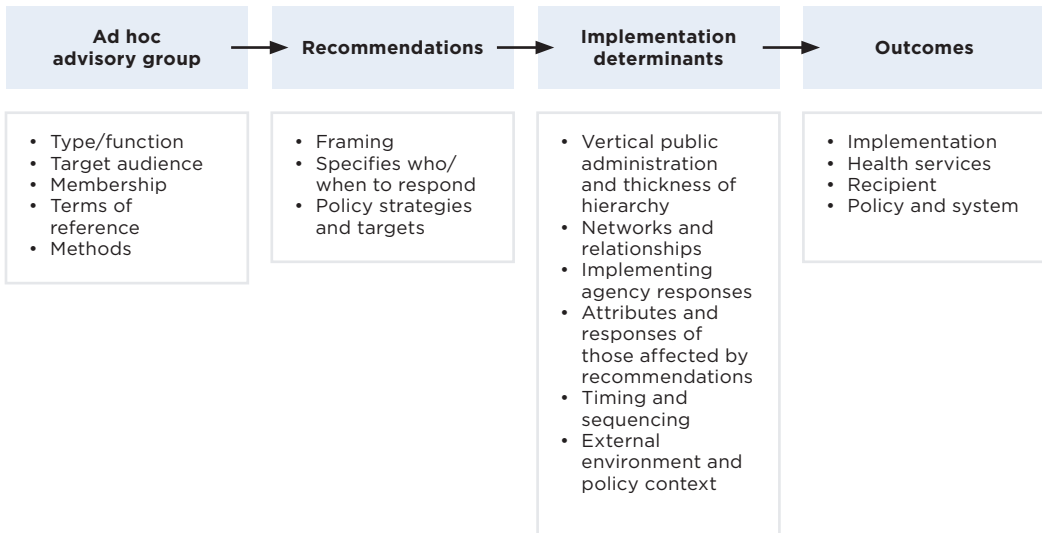 Ad hoc
advisory group
Recommendations
Implementation
determinants
Outcomes
• Type/function
• Target audience
• Membership
• Terms of
reference
• Methods
• Framing
• Specifies who/
when to respond
• Policy strategies
and targets
• Vertical public
administration
and thickness of
hierarchy
• Networks and
relationships
• Implementing
agency responses
• Attributes and
responses of
those affected by
recommendations
• Timing and
sequencing
• External
environment and
policy context
• Implementation
• Health services
• Recipient
• Policy and system